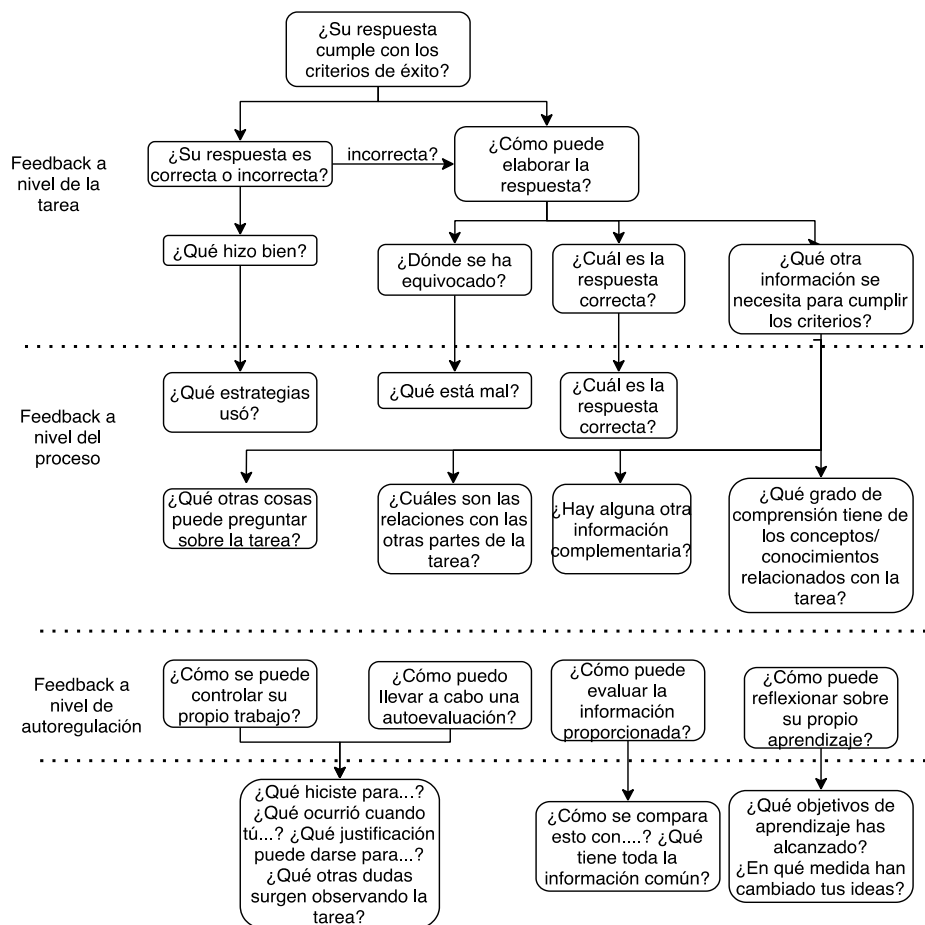 ¿Su respuesta
cumple con los
criterios de éxito?
Feedback a
nivel de la
tarea
¿Su respuesta es
correcta o incorrecta?
incorrecta?
¿Cómo puede
elaborar la
respuesta?
¿Qué hizo bien?
¿Dónde se ha
equivocado?
¿Cuál es la
respuesta
correcta?
¿Qué otra
información se
necesita para cumplir
los criterios?
Feedback a
nivel del
proceso
¿Qué estrategias
usó?
¿Qué está mal?
¿Cuál es la
respuesta
correcta?
¿Qué otras cosas
puede preguntar
sobre la tarea?
¿Cuáles son las
relaciones con las
otras partes de la
tarea?
¿Hay alguna otra
información
complementaria?
¿Qué grado de
comprensión tiene de
los conceptos/
conocimientos
relacionados con la
tarea?
Feedback a
nivel de
autoregulación
¿Cómo se puede
controlar su
propio trabajo?
¿Cómo puedo
llevar a cabo una
autoevaluación?
¿Cómo puede
evaluar la
información
proporcionada?
¿Cómo puede
reflexionar sobre
su propio
aprendizaje?
¿Qué hiciste para...?
¿Qué ocurrió cuando
tú...? ¿Qué justificación
puede darse para...?
¿Qué otras dudas
surgen observando la
tarea?
¿Cómo se compara
esto con....? ¿Qué
tiene toda la
información común?
¿Qué objetivos de
aprendizaje has
alcanzado?
¿En qué medida han
cambiado tus ideas?